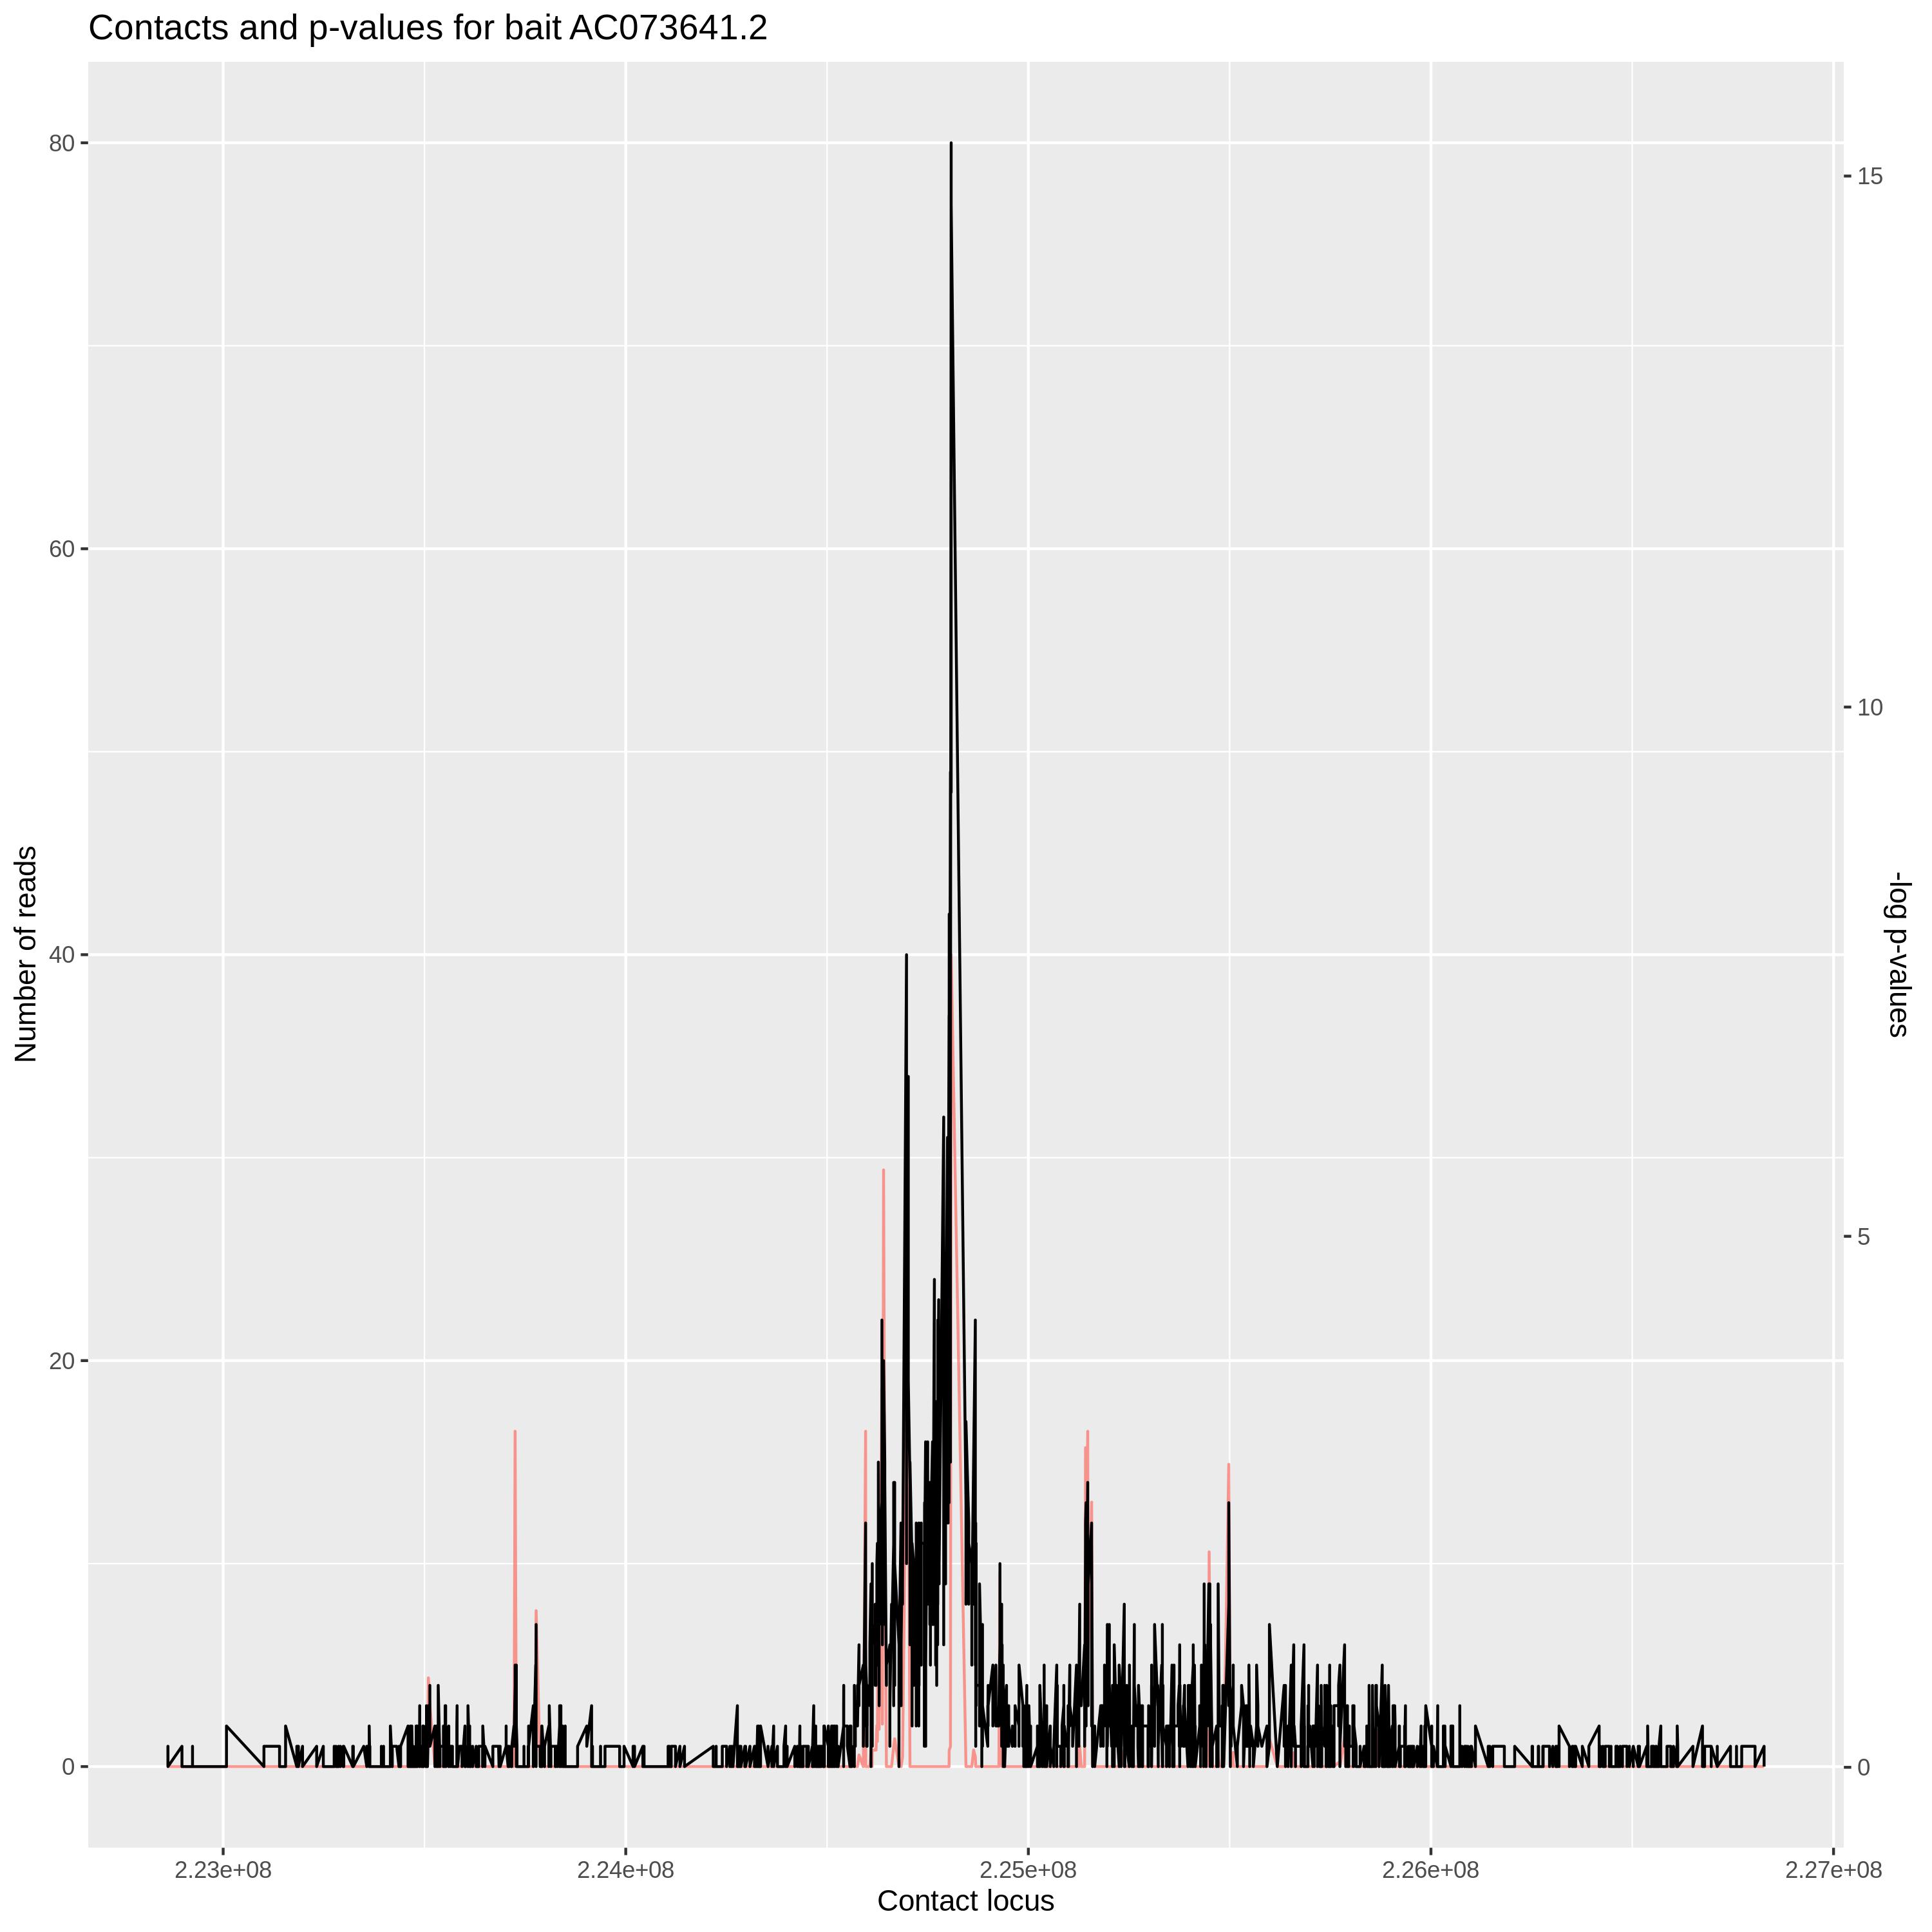 Contacts and p-values for bait AC073641.2
80
60
40
20
0
15
10
5
0
Number of reads
-log p-values
2.23e+08
2.24e+08
2.25e+08
2.26e+08
2.27e+08
Contact locus